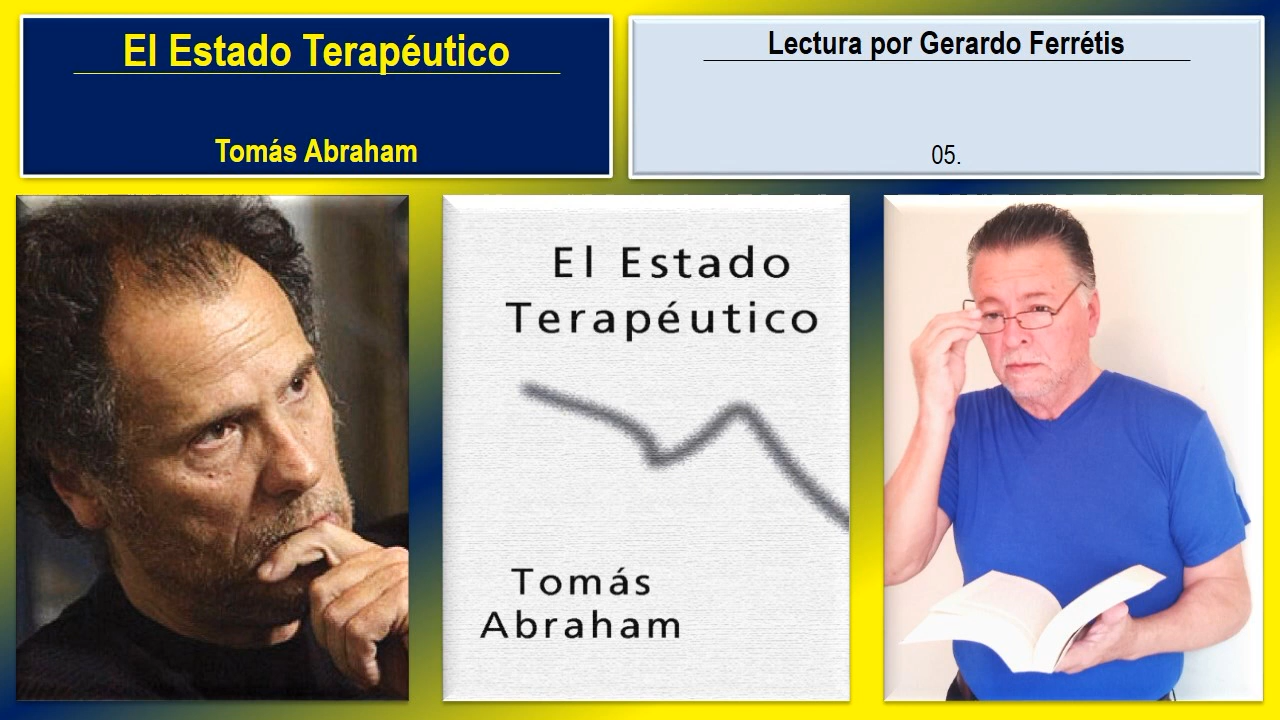 El Estado Terapéutico
Tomás Abraham
Lectura por Gerardo Ferrétis
05.
El Estado
Terapéutico
Tomás
Abraham